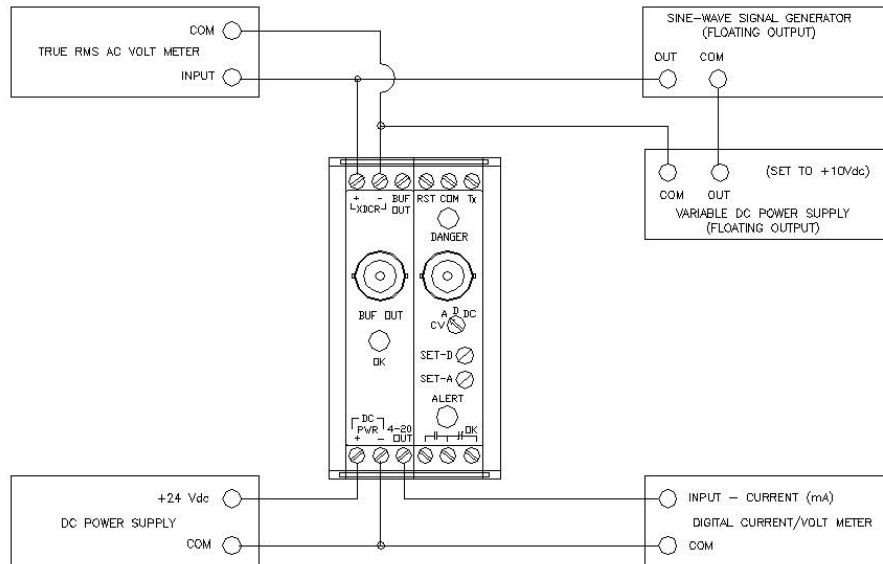 COM
TRUE RMS AC VOLT METER
INPUT
SINE-WAVE SIGNAL GENERATOR
(FLOATING OUTPUT)
OUT COM
(SET TO +10Vdc)
COM OUT
VARIABLE DC POWER SUPPLY
(FLOATING OUTPUT)
+ - BUF RST COM Tx
XDCR OUT
DANGER
BUF OUT
A D DC
CV
OK
SET-D
SET-A
ALERT
DC
PWR 4-20 OK
+ - OUT
+24 Vdc
DC POWER SUPPLY
COM
INPUT - CURRENT (mA)
DIGITAL CURRENT/VOLT METER
COM